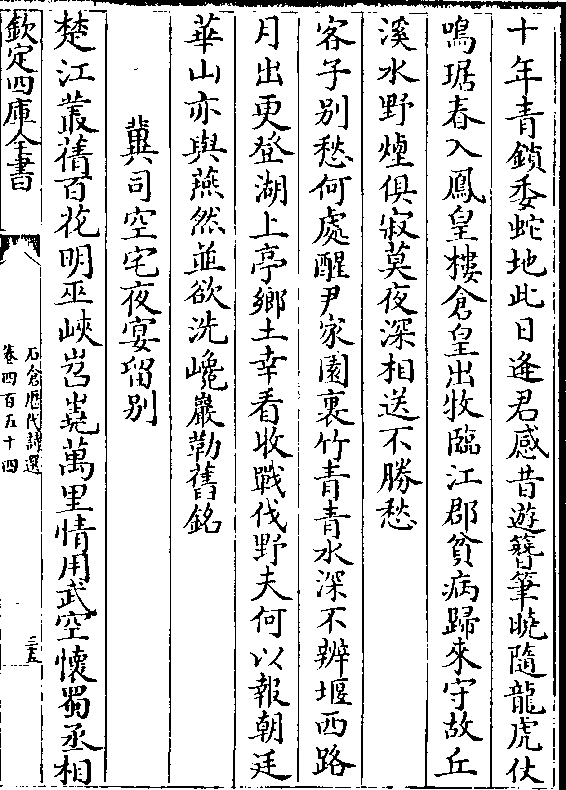 十年青鎖委蛇地此日逢君感昔遊簪筆曉隨龍虎仗
鳴琚春入鳳皇樓倉皇出牧臨江郡貧病歸來守故丘
溪水野煙俱寂莫夜深相送不勝愁
客子别愁何處醒尹家園裏竹青青水深不辨堰西路
月出更登湖上亭鄉土幸看收戰伐野夫何以報朝廷
華山亦與燕然並欲洗巉巖勒舊銘
冀司空宅夜宴留别
楚江叢蒨百花明巫峽岧嶤萬里情用武空懷蜀丞相
欽定四庫全書
石倉歴代詩選
卷四百五十四
三五